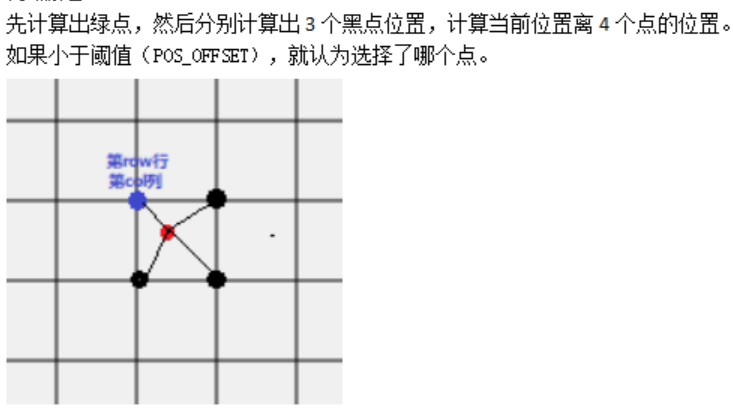 先计算出绿点，然后分别计算出 3 个黑点位置，计算当前位置离 4 个点的位置。
如果小于阈值（POS_OFFSET），就认为选择了哪个点。
第row行
第col列